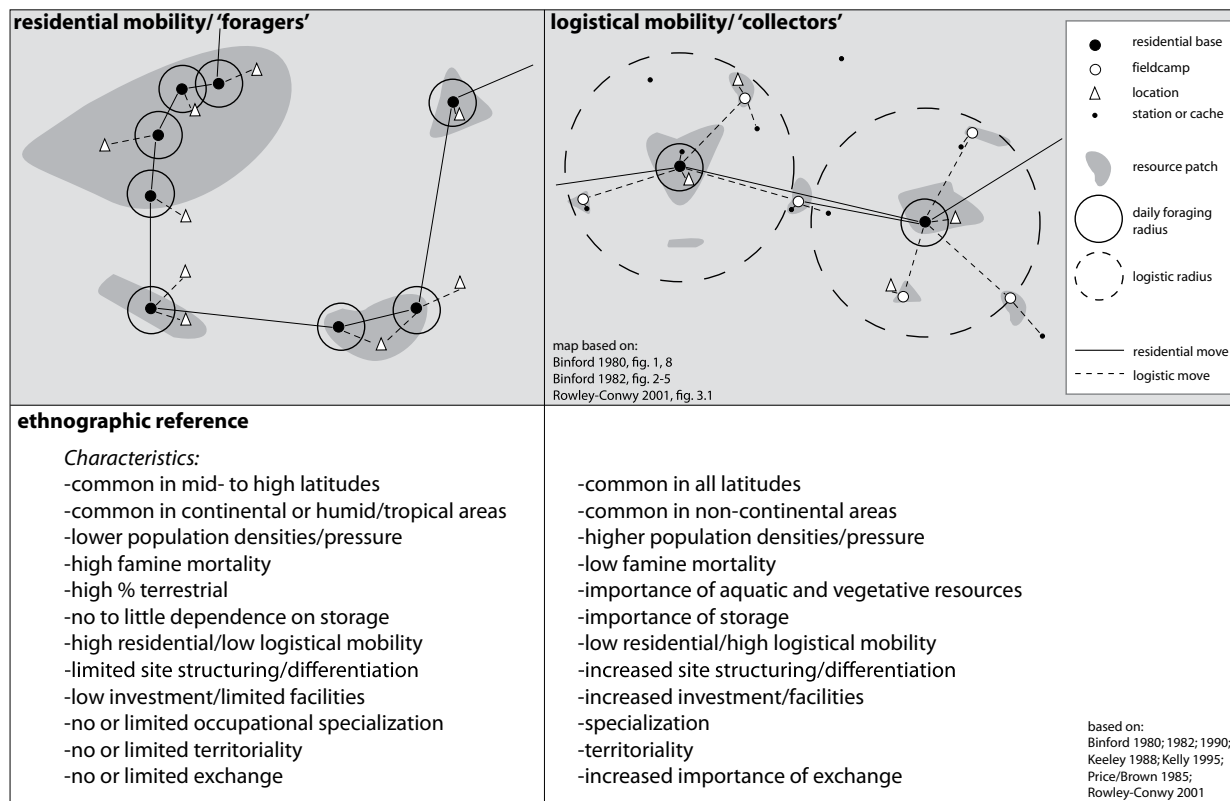 residential mobility/ ‘foragers’
logistical mobility/ ‘collectors’
residential base
fieldcamp
location
station or cache
resource patch
daily foraging
radius
logistic radius
residential move
logistic move
map based on:
Binford 1980, fig. 1, 8
Binford 1982, fig. 2-5
Rowley-Conwy 2001, fig. 3.1
ethnographic reference
Characteristics:
-common in mid- to high latitudes
-common in continental or humid/tropical areas
-lower population densities/pressure
-high famine mortality
-high % terrestrial
-no to little dependence on storage
-high residential/low logistical mobility
-limited site structuring/differentiation
-low investment/limited facilities
-no or limited occupational specialization
-no or limited territoriality
-no or limited exchange
-common in all latitudes
-common in non-continental areas
-higher population densities/pressure
-low famine mortality
-importance of aquatic and vegetative resources
-importance of storage
-low residential/high logistical mobility
-increased site structuring/differentiation
-increased investment/facilities
-specialization
-territoriality
-increased importance of exchange
based on:
Binford 1980; 1982; 1990;
Keeley 1988; Kelly 1995;
Price/Brown 1985;
Rowley-Conwy 2001